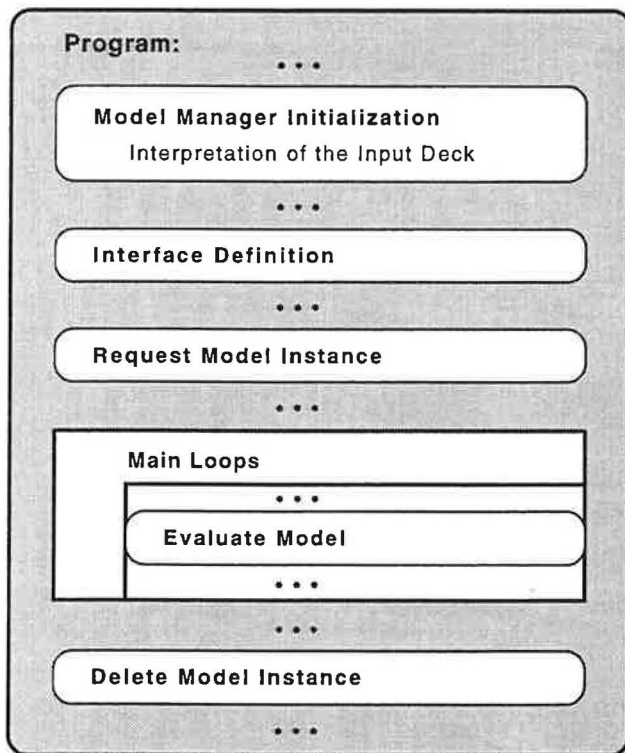 Program:
• • •
Model Manager Initialization
Interpretation of the Input Deck
• • •
Interface Definition
• • •
Request Model Instance
• • •
Main Loops
• • •
Evaluate Model
• • •
• • •
Delete Model Instance
• • •